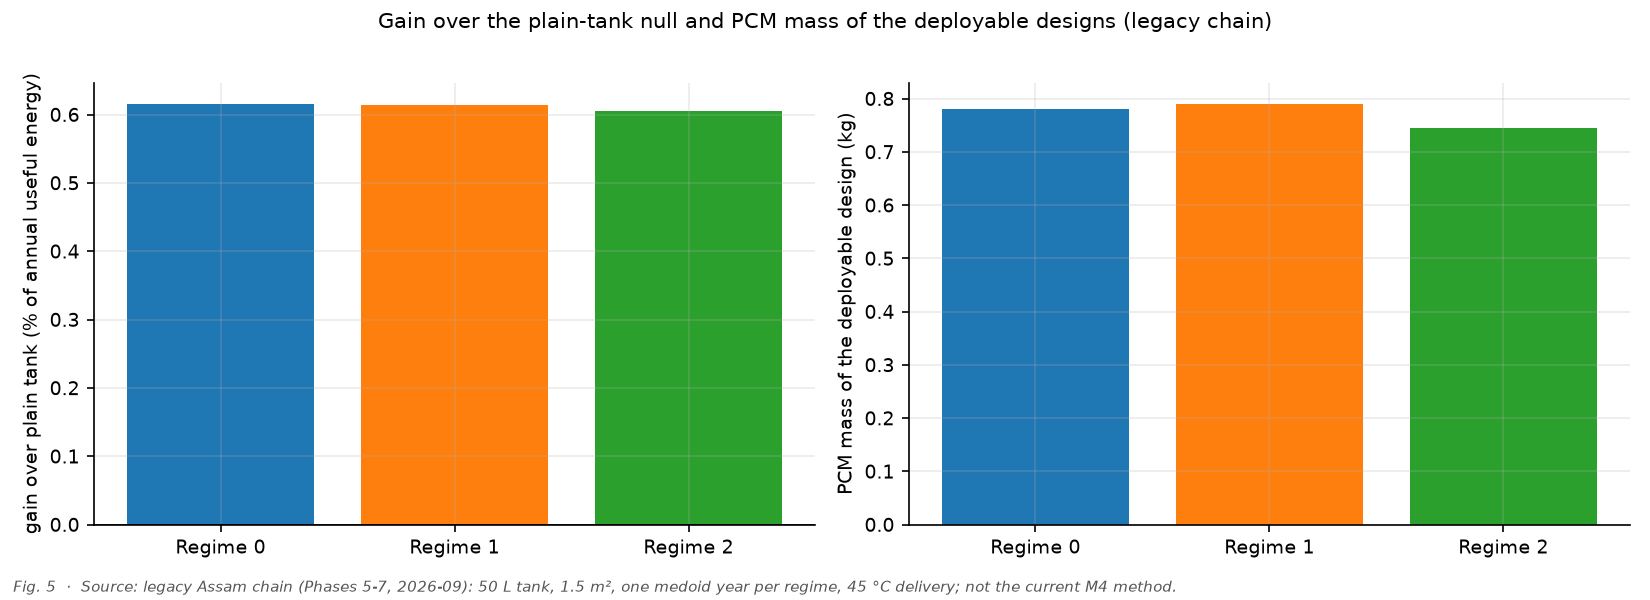 Gain over the plain-tank null and PCM mass of the deployable designs (legacy chain)
gain over plain tank (% of annual useful energy)
0.6
0.5
0.4
0.3
0.2
0.1
0.0
Regime 0
Regime 1
Regime 2
PCM mass of the deployable design (kg)
0.8
0.7
0.6
0.5
0.4
0.3
0.2
0.1
0.0
Regime 0
Regime 1
Regime 2
Fig. 5 · Source: legacy Assam chain (Phases 5-7, 2026-09): 50 L tank, 1.5 m², one medoid year per regime, 45 °C delivery; not the current M4 method.